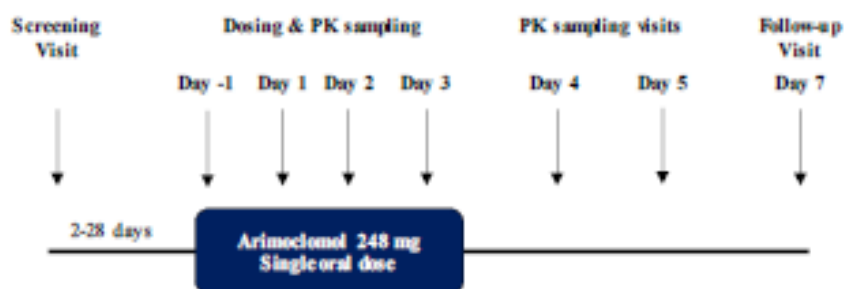 Screening Visit
Dosing & PK sampling
PK sampling visits
Follow-up Visit
Day -1
Day 1
Day 2
Day 3
Day 4
Day 5
Day 7
2-28 days
Arimoclomol 248 mg
Single oral dose